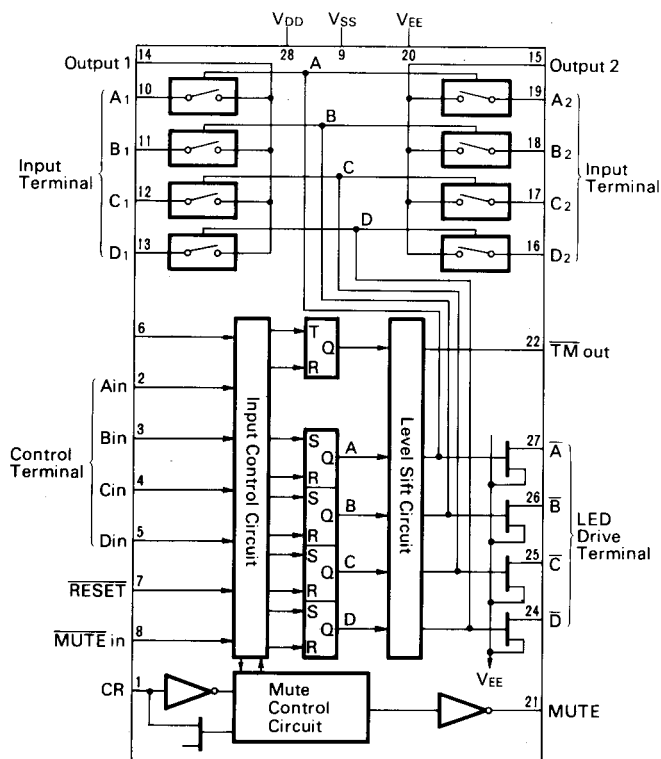 VDD VSS VEE
28 9 20
14 15
Output 1 A Output 2
10 19
A1 A2
B
11 18
B1 B2
Input Terminal
Input Terminal
C
12 17
C1 C2
D
13 16
D1 D2
6
T Q R
22 T̅M̅ out
Ain 2
Bin 3
Control Terminal
Cin 4
Din 5
R̅E̅S̅E̅T̅ 7
M̅U̅T̅E̅ in 8
Input Control Circuit
S Q R A
S Q R B
S Q R C
S Q R D
Level Sift Circuit
27 A̅
26 B̅
25 C̅
24 D̅
LED Drive Terminal
VEE
CR 1
Mute Control Circuit
21 MUTE